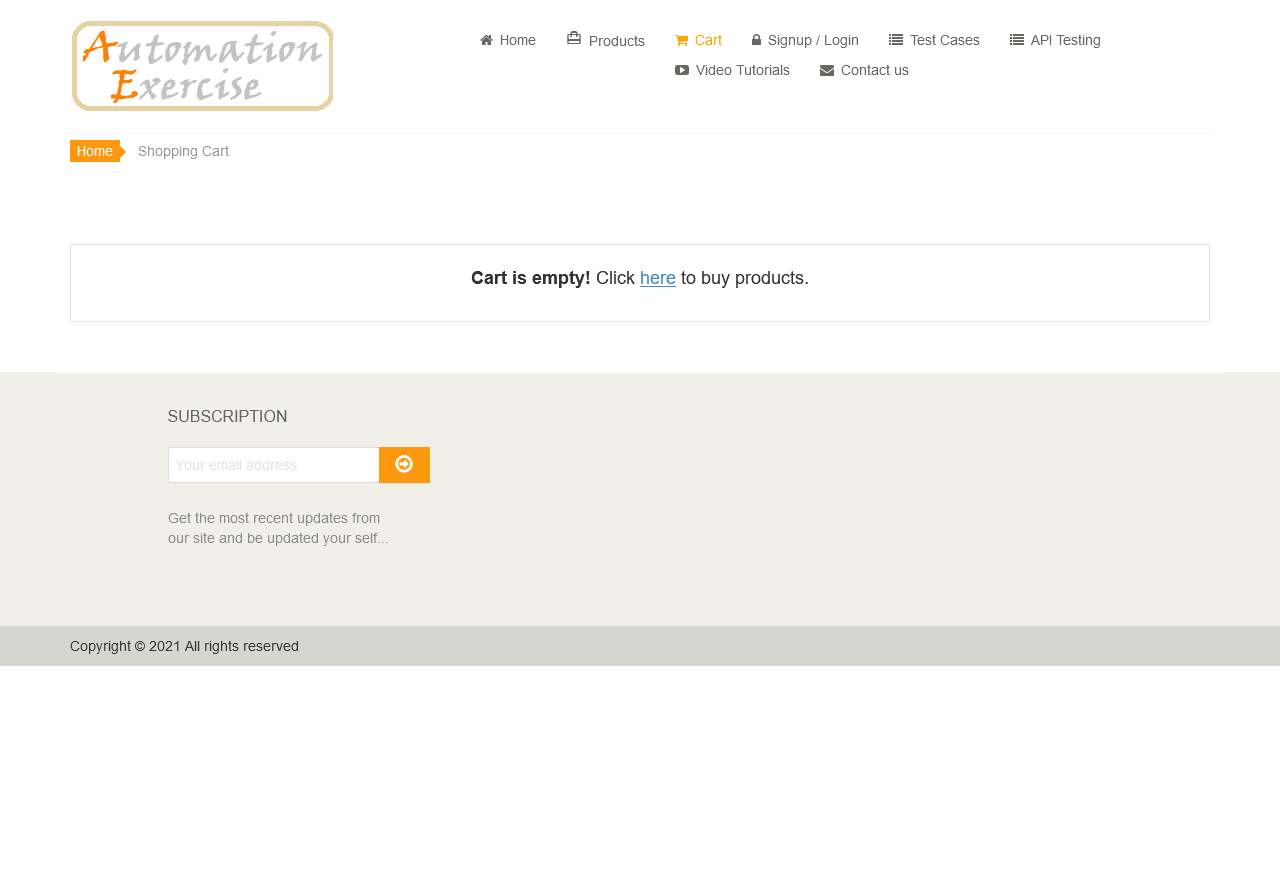 Automation
Exercise
Home Products Cart Signup / Login Test Cases API Testing
Video Tutorials Contact us
Home Shopping Cart
Cart is empty! Click here to buy products.
SUBSCRIPTION
Your email address
Get the most recent updates from
our site and be updated your self...
Copyright © 2021 All rights reserved